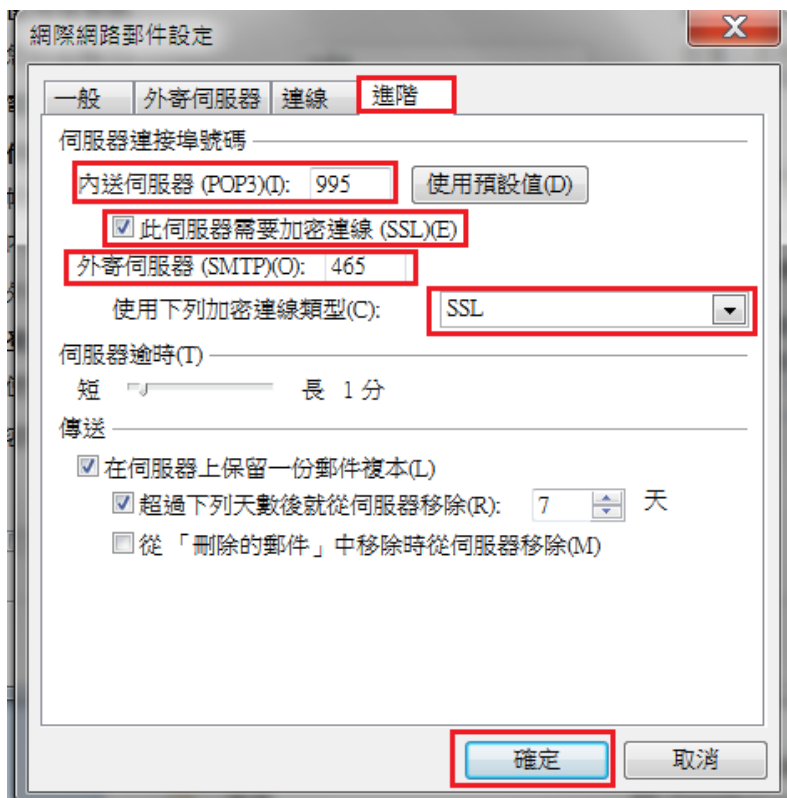 網際網路郵件設定
一般 外寄伺服器 連線 進階
伺服器連接埠號碼
內送伺服器 (POP3)(I): 995 使用預設值(D)
此伺服器需要加密連線 (SSL)(E)
外寄伺服器 (SMTP)(O): 465
使用下列加密連線類型(C): SSL
伺服器逾時(T)
短 長 1 分
傳送
在伺服器上保留一份郵件複本(L)
超過下列天數後就從伺服器移除(R): 7 天
從「刪除的郵件」中移除時從伺服器移除(M)
確定 取消